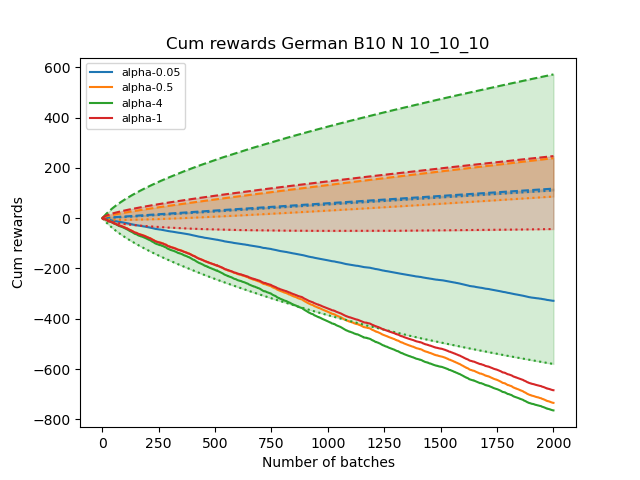 Cum rewards German B10 N 10_10_10
alpha-0.05
alpha-0.5
alpha-4
alpha-1
Cum rewards
600
400
200
0
−200
−400
−600
−800
0 250 500 750 1000 1250 1500 1750 2000
Number of batches